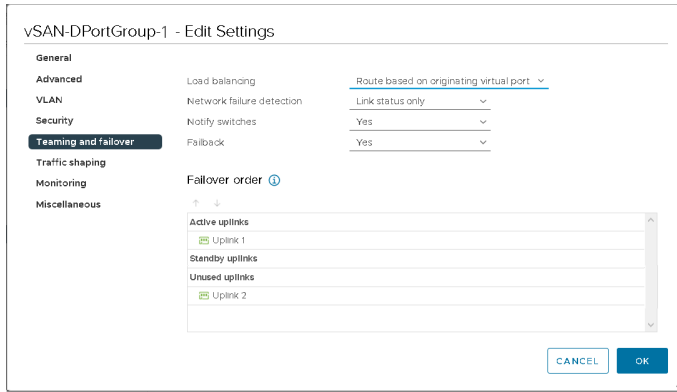 vSAN-DPortGroup-1 - Edit Settings
General
Advanced
VLAN
Security
Teaming and failover
Traffic shaping
Monitoring
Miscellaneous
Load balancing Route based on originating virtual port
Network failure detection Link status only
Notify switches Yes
Failback Yes
Failover order
Active uplinks
Uplink 1
Standby uplinks
Unused uplinks
Uplink 2
CANCEL OK